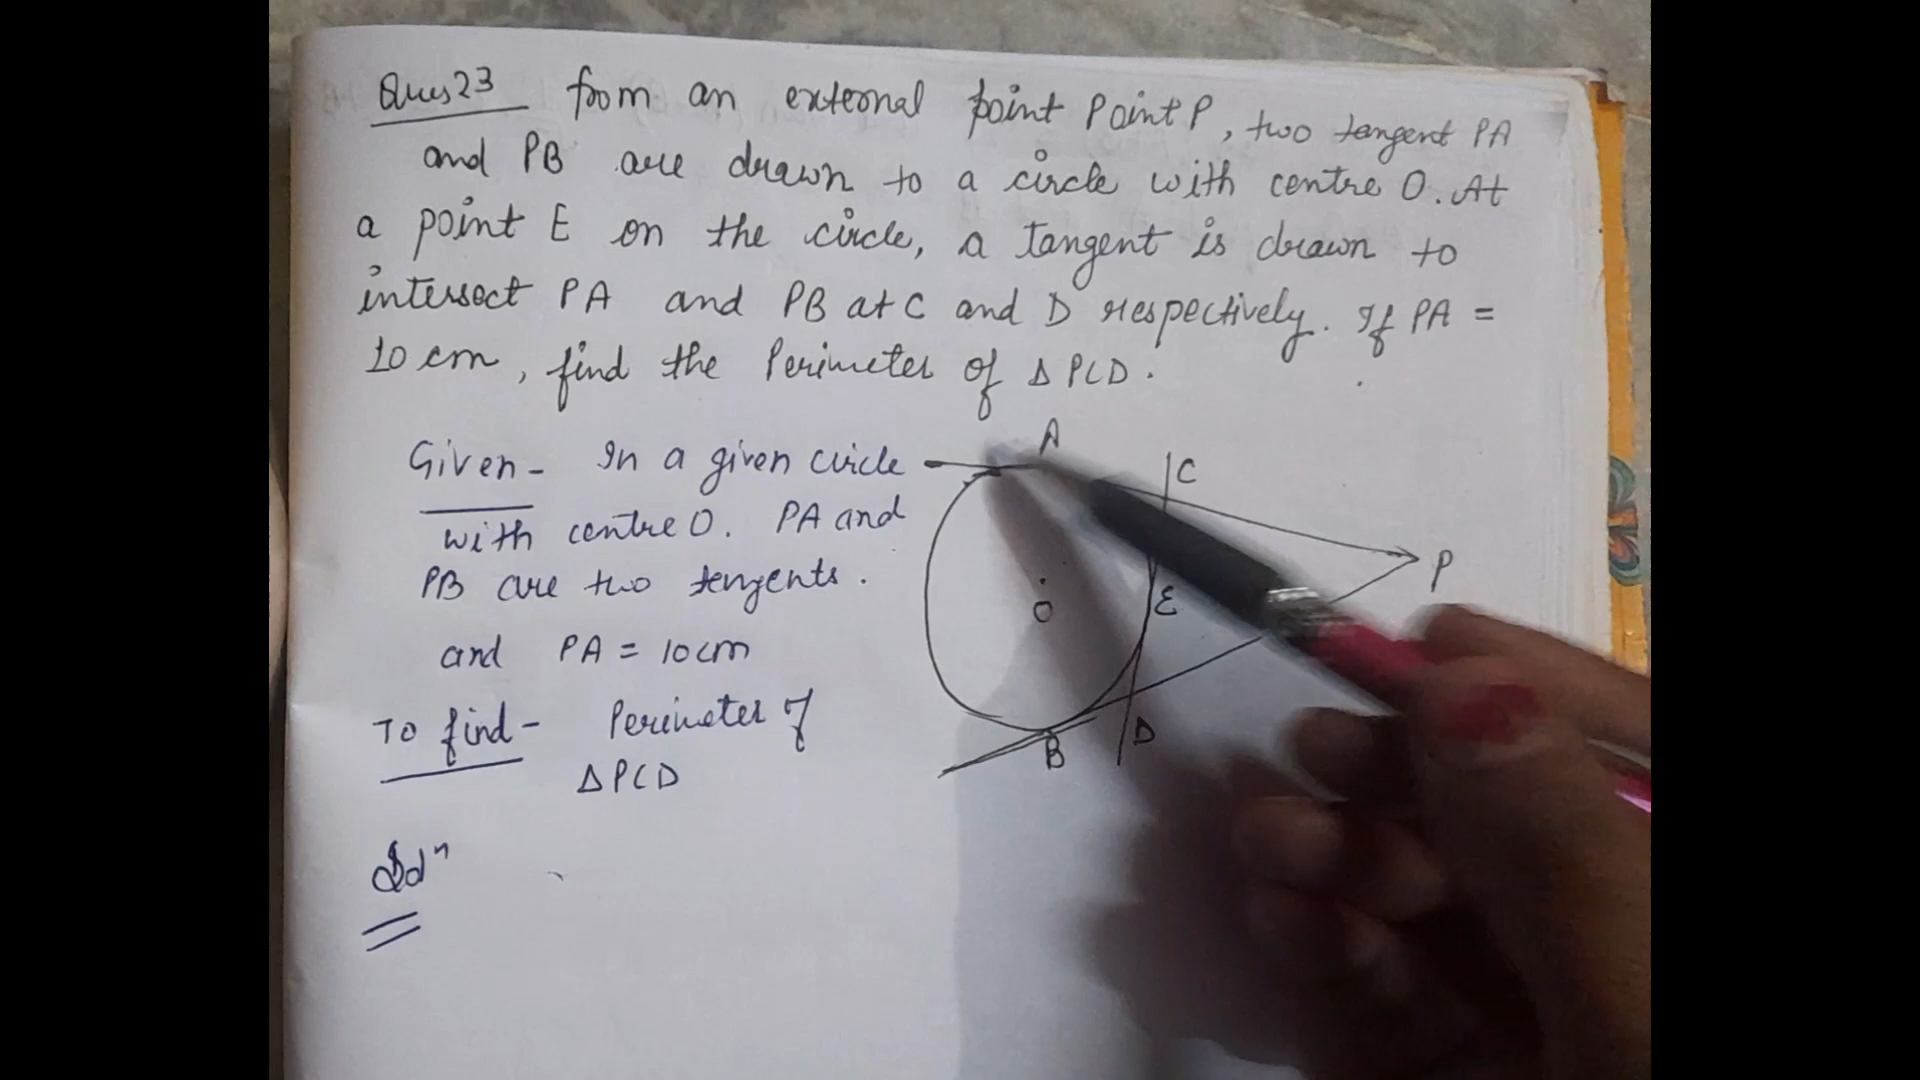 Ques23 from an external point Point P, two tangent PA
and PB are drawn to a circle with centre O. At
a point E on the circle, a tangent is drawn to
intersect PA and PB at C and D respectively. If PA =
10 cm, find the Perimeter of Δ PCD.
Given- In a given circle
with centre O. PA and
PB are two tengents.
and PA = 10cm
To find- Perimeter of
Δ PCD
A
C
P
E
O
D
B
Solⁿ